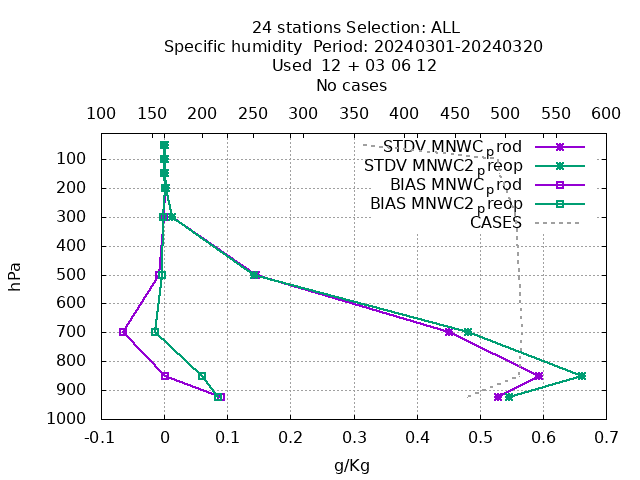 24 stations Selection: ALL
Specific humidity  Period: 20240301-20240320
Used  12 + 03 06 12
No cases
100 150 200 250 300 350 400 450 500 550 600
STDV MNWC_prod
STDV MNWC2_preop
BIAS MNWC_prod
BIAS MNWC2_preop
CASES
100
200
300
400
500
600
700
800
900
1000
hPa
-0.1 0 0.1 0.2 0.3 0.4 0.5 0.6 0.7
g/Kg